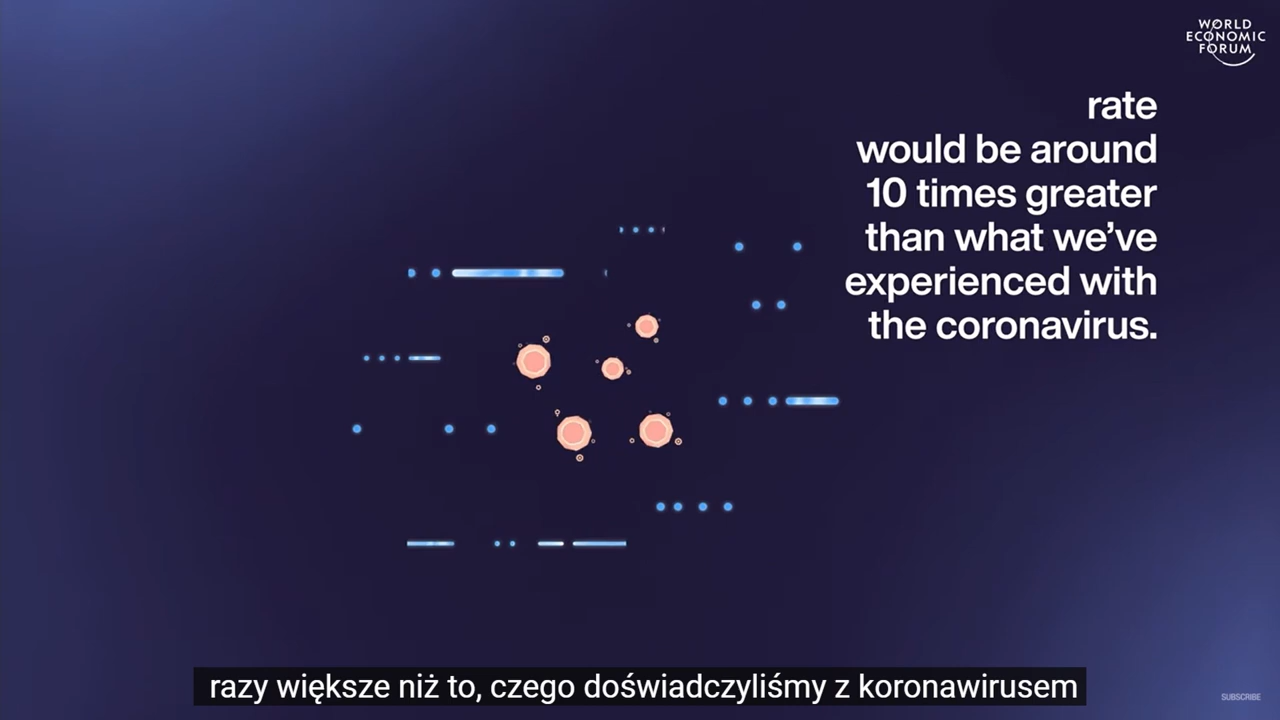 WORLD
ECONOMIC
FORUM
rate
would be around
10 times greater
than what we’ve
experienced with
the coronavirus.
razy większe niż to, czego doświadczyliśmy z koronawirusem
SUBSCRIBE